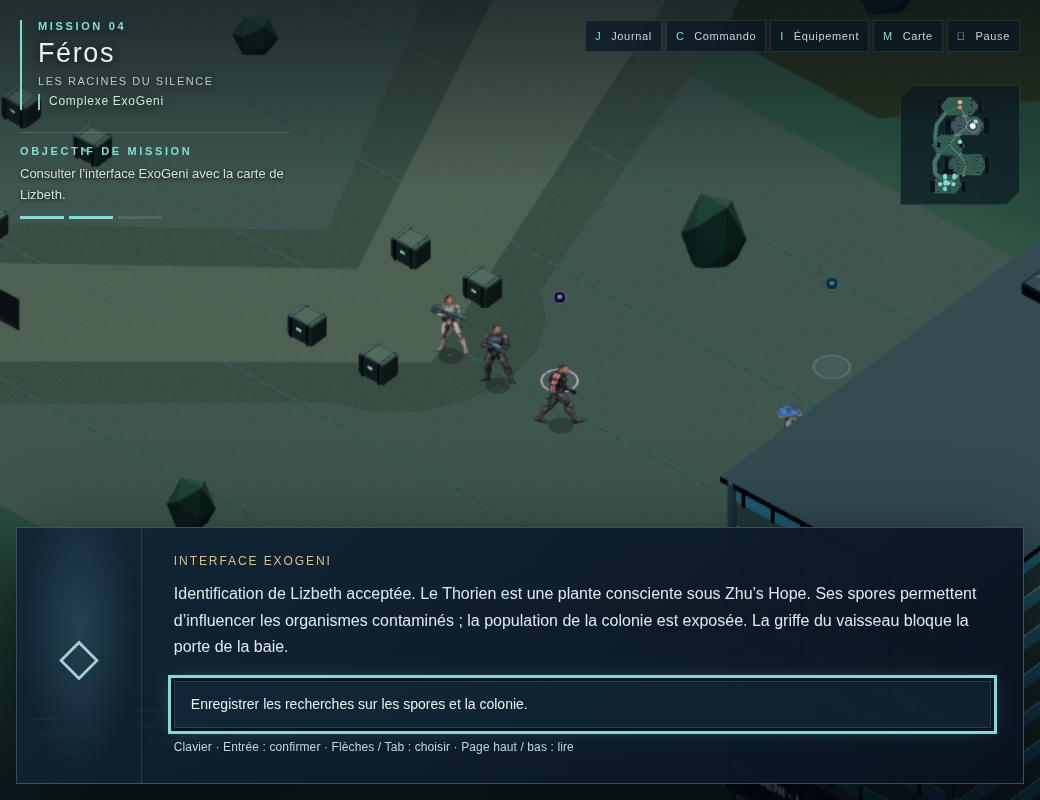 MISSION 04
Féros
LES RACINES DU SILENCE
Complexe ExoGeni
OBJECTIF DE MISSION
Consulter l’interface ExoGeni avec la carte de
Lizbeth.
J Journal
C Commando
I Équipement
M Carte
Pause
INTERFACE EXOGENI
Identification de Lizbeth acceptée. Le Thorien est une plante consciente sous Zhu’s Hope. Ses spores permettent
d’influencer les organismes contaminés ; la population de la colonie est exposée. La griffe du vaisseau bloque la
porte de la baie.
Enregistrer les recherches sur les spores et la colonie.
Clavier · Entrée : confirmer · Flèches / Tab : choisir · Page haut / bas : lire